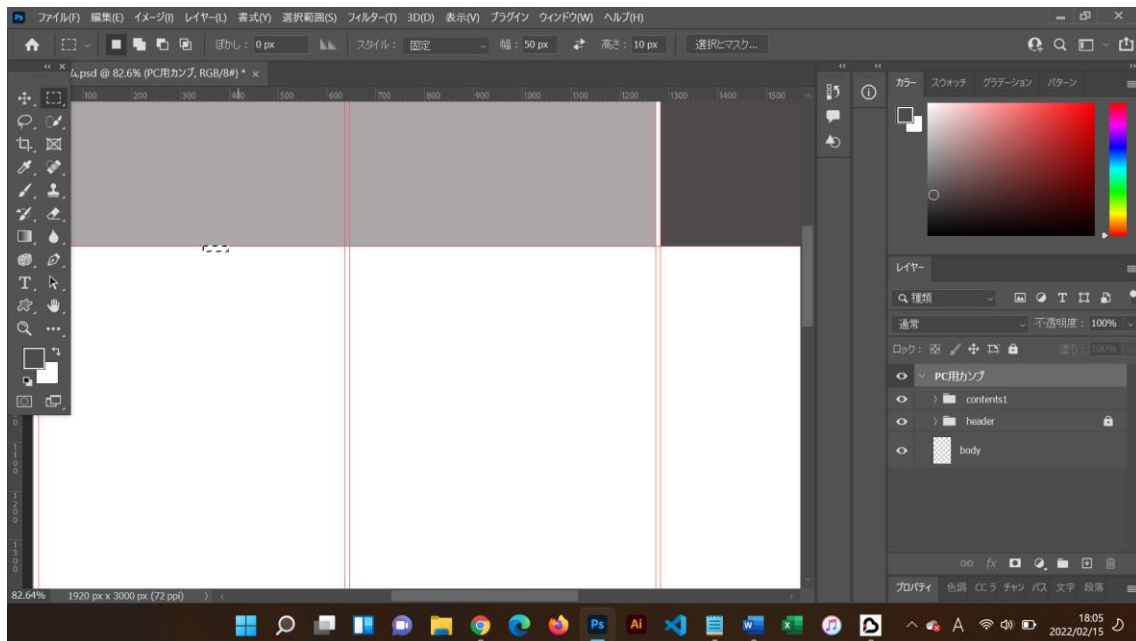 Ps ファイル(F) 編集(E) イメージ(I) レイヤー(L) 書式(Y) 選択範囲(S) フィルター(T) 3D(D) 表示(V) プラグイン ウィンドウ(W) ヘルプ(H)
ぼかし： 0 px スタイル： 固定 幅： 50 px 高さ： 10 px 選択とマスク...
ム.psd @ 82.6% (PC用カンプ, RGB/8#) * ×
100 200 300 400 500 600 700 800 900 1000 1100 1200 1300 1400 1500
カラー スウォッチ グラデーション パターン
レイヤー
種類
通常 不透明度： 100%
ロック： 塗り： 100%
PC用カンプ
contents1
header
body
1100
1200
1300
fx
プロパティ 色調 CC ラ チャン パス 文字 段落
82.64% 1920 px x 3000 px (72 ppi)
Ps Ai A 18:05
2022/02/15